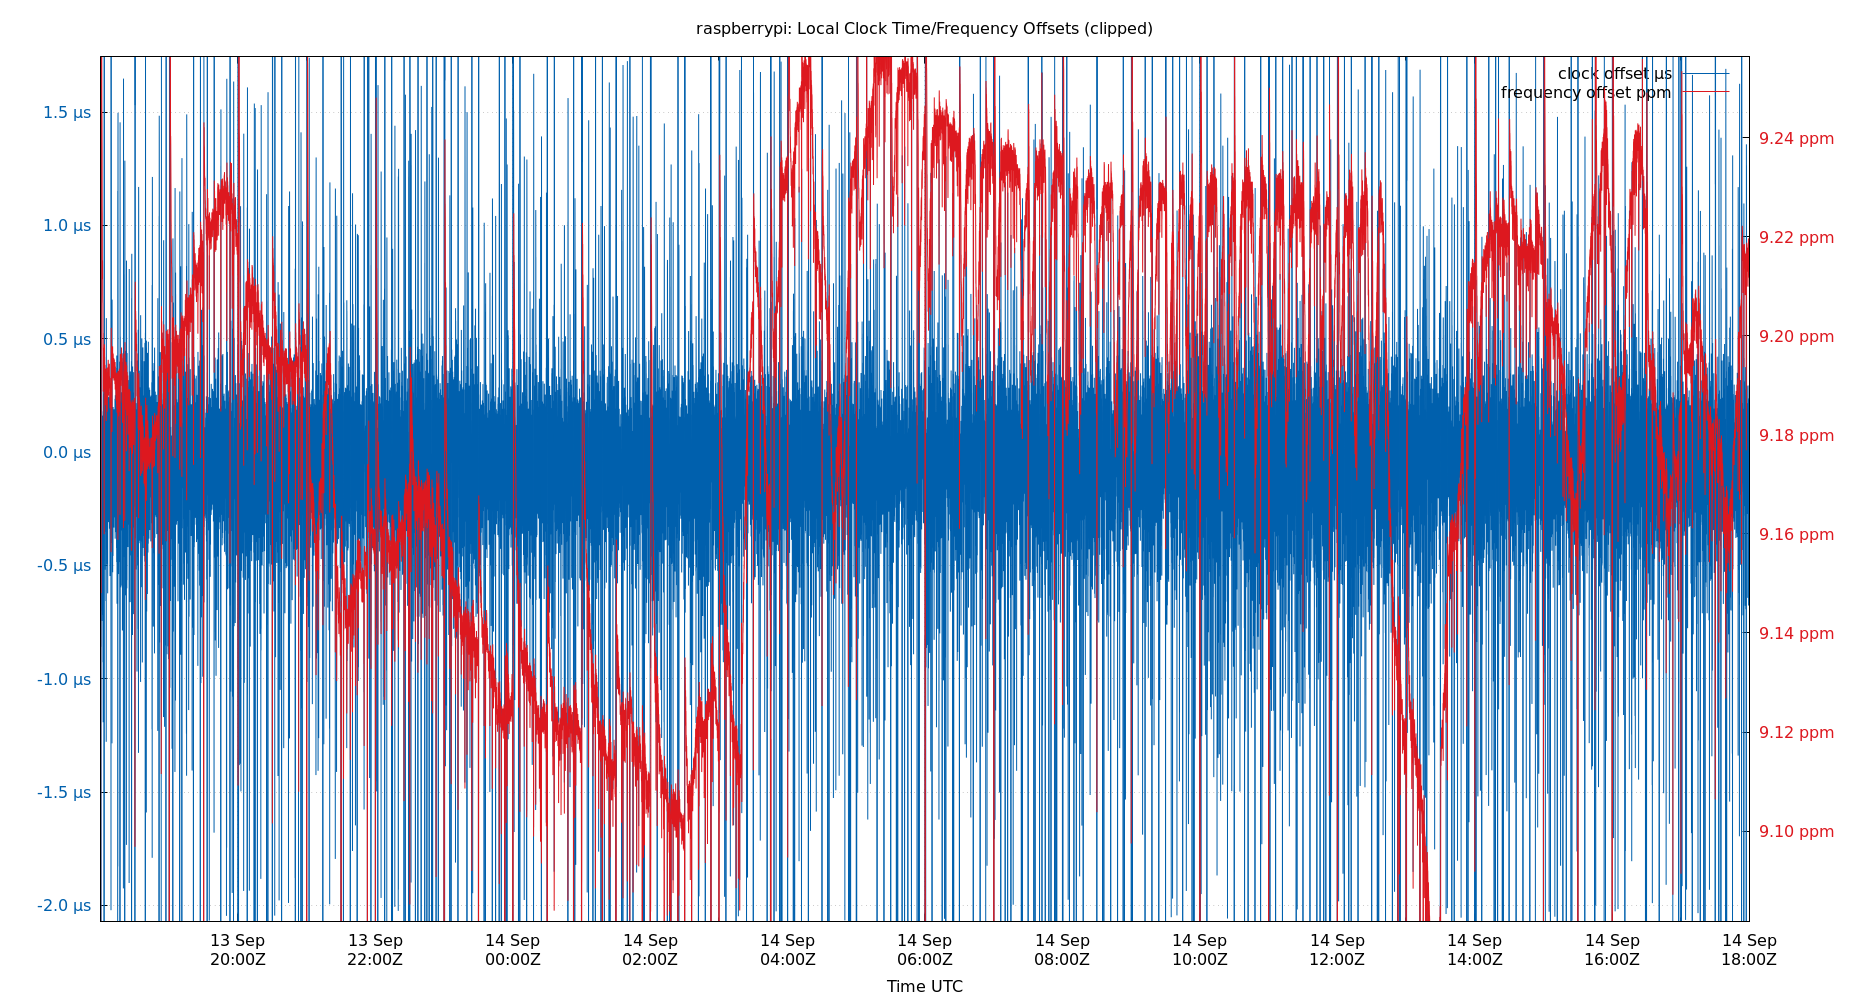 raspberrypi: Local Clock Time/Frequency Offsets (clipped)
clock offset µs
frequency offset ppm
1.5 µs
1.0 µs
0.5 µs
0.0 µs
-0.5 µs
-1.0 µs
-1.5 µs
-2.0 µs
9.24 ppm
9.22 ppm
9.20 ppm
9.18 ppm
9.16 ppm
9.14 ppm
9.12 ppm
9.10 ppm
13 Sep 13 Sep 14 Sep 14 Sep 14 Sep 14 Sep 14 Sep 14 Sep 14 Sep 14 Sep 14 Sep 14 Sep
20:00Z 22:00Z 00:00Z 02:00Z 04:00Z 06:00Z 08:00Z 10:00Z 12:00Z 14:00Z 16:00Z 18:00Z
Time UTC